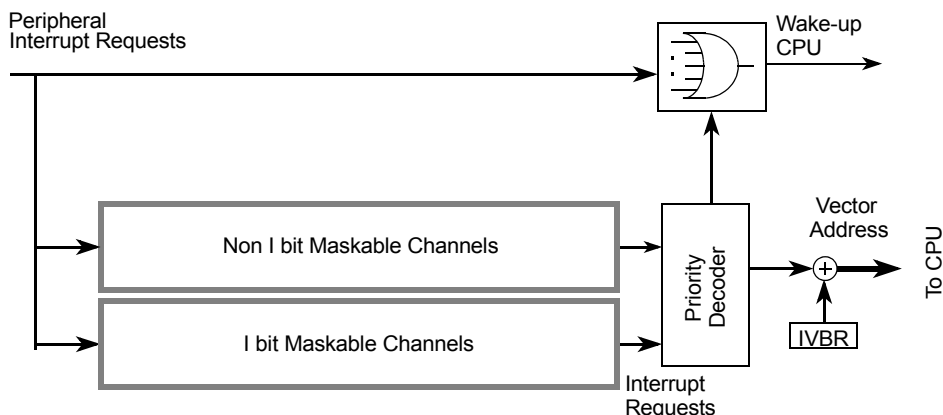 Peripheral
Interrupt Requests
Wake-up
CPU
Non I bit Maskable Channels
I bit Maskable Channels
Priority
Decoder
Interrupt
Requests
Vector
Address
IVBR
To CPU